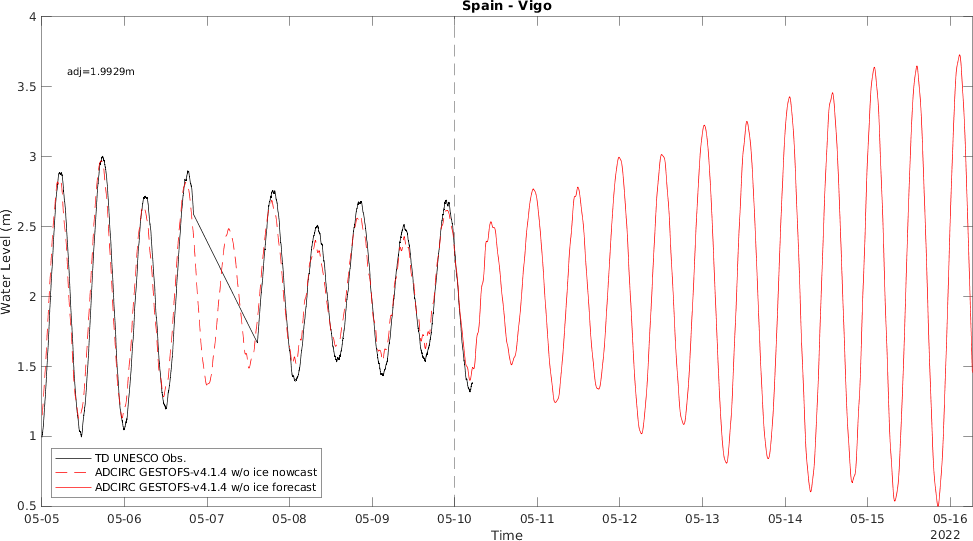 Spain - Vigo
adj=1.9929m
Water Level (m)
4
3.5
3
2.5
2
1.5
1
0.5
TD UNESCO Obs.
ADCIRC GESTOFS-v4.1.4 w/o ice nowcast
ADCIRC GESTOFS-v4.1.4 w/o ice forecast
05-05 05-06 05-07 05-08 05-09 05-10 05-11 05-12 05-13 05-14 05-15 05-16
Time
2022